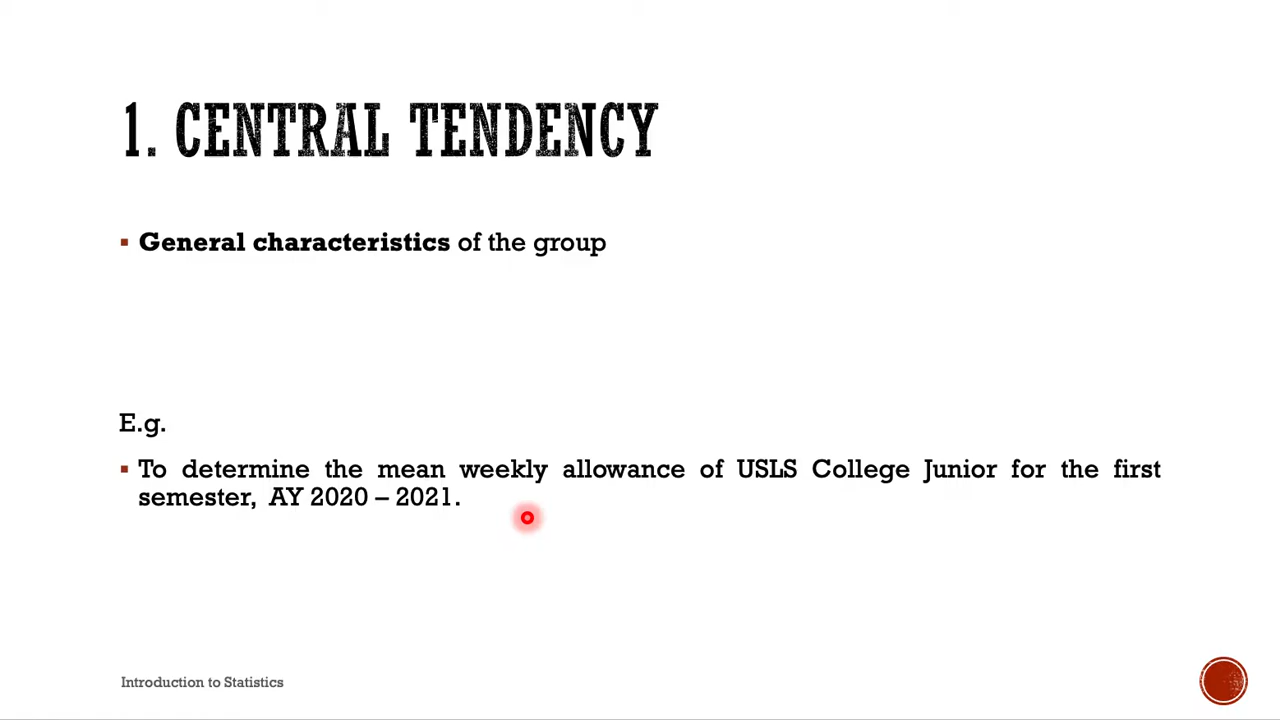 1. CENTRAL TENDENCY
▪ General characteristics of the group
E.g.
▪ To determine the mean weekly allowance of USLS College Junior for the first
semester, AY 2020 – 2021.
Introduction to Statistics